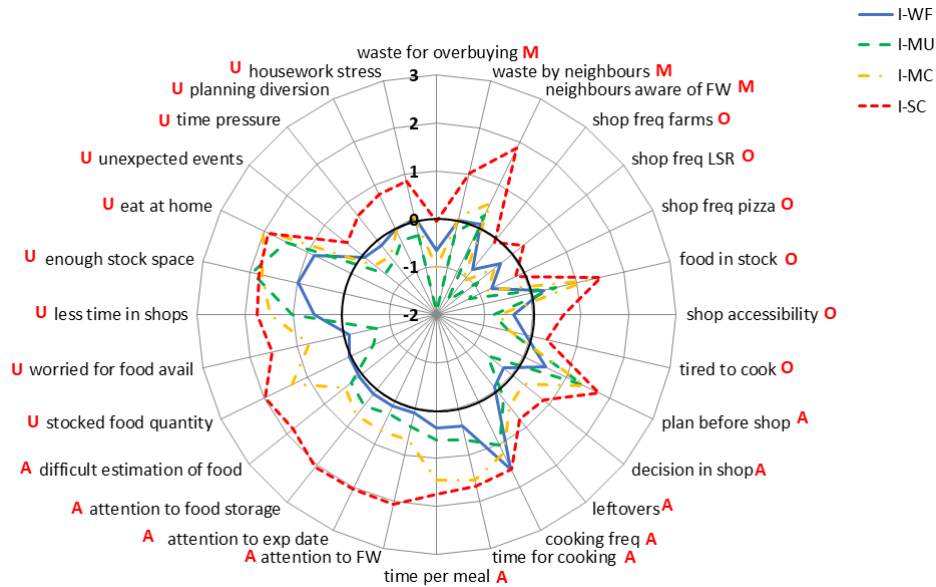 I-WF
I-MU
I-MC
I-SC
waste for overbuying M
waste by neighbours M
neighbours aware of FW M
shop freq farms O
shop freq LSR O
shop freq pizza O
food in stock O
shop accessibility O
tired to cook O
plan before shop A
decision in shop A
leftovers A
cooking freq A
time for cooking A
time per meal A
A attention to FW
A attention to exp date
A attention to food storage
A difficult estimation of food
U stocked food quantity
U worried for food avail
U less time in shops
U enough stock space
U eat at home
U unexpected events
U time pressure
U planning diversion
U housework stress
3
2
1
0
-1
-2